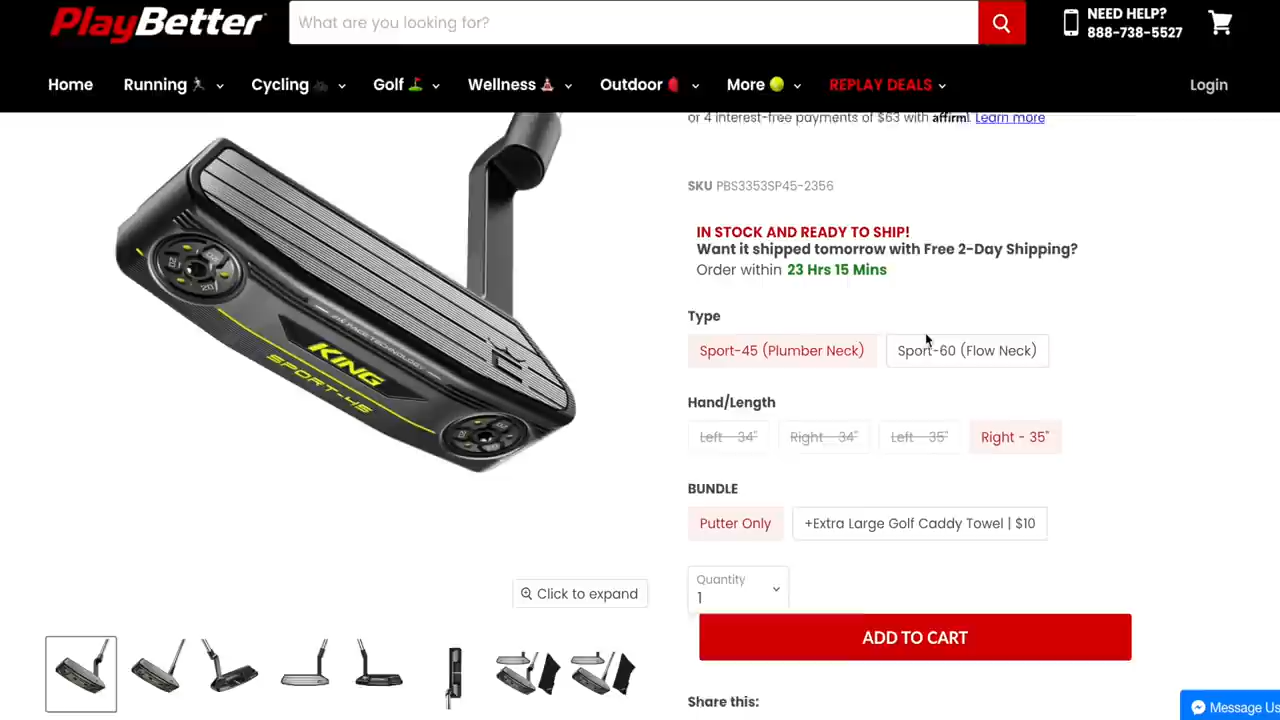 PlayBetter
What are you looking for?
NEED HELP?
888-738-5527
Home
Running
Cycling
Golf
Wellness
Outdoor
More
REPLAY DEALS
Login
or 4 interest-free payments of $63 with affirm. Learn more
SKU PBS3353SP45-2356
IN STOCK AND READY TO SHIP!
Want it shipped tomorrow with Free 2-Day Shipping?
Order within 23 Hrs 15 Mins
Type
Sport-45 (Plumber Neck)
Sport-60 (Flow Neck)
Hand/Length
Left - 34"
Right - 34"
Left - 35"
Right - 35"
BUNDLE
Putter Only
+Extra Large Golf Caddy Towel | $10
Quantity
1
ADD TO CART
Share this:
Message Us
Click to expand
KING
SPORT-45
20
20